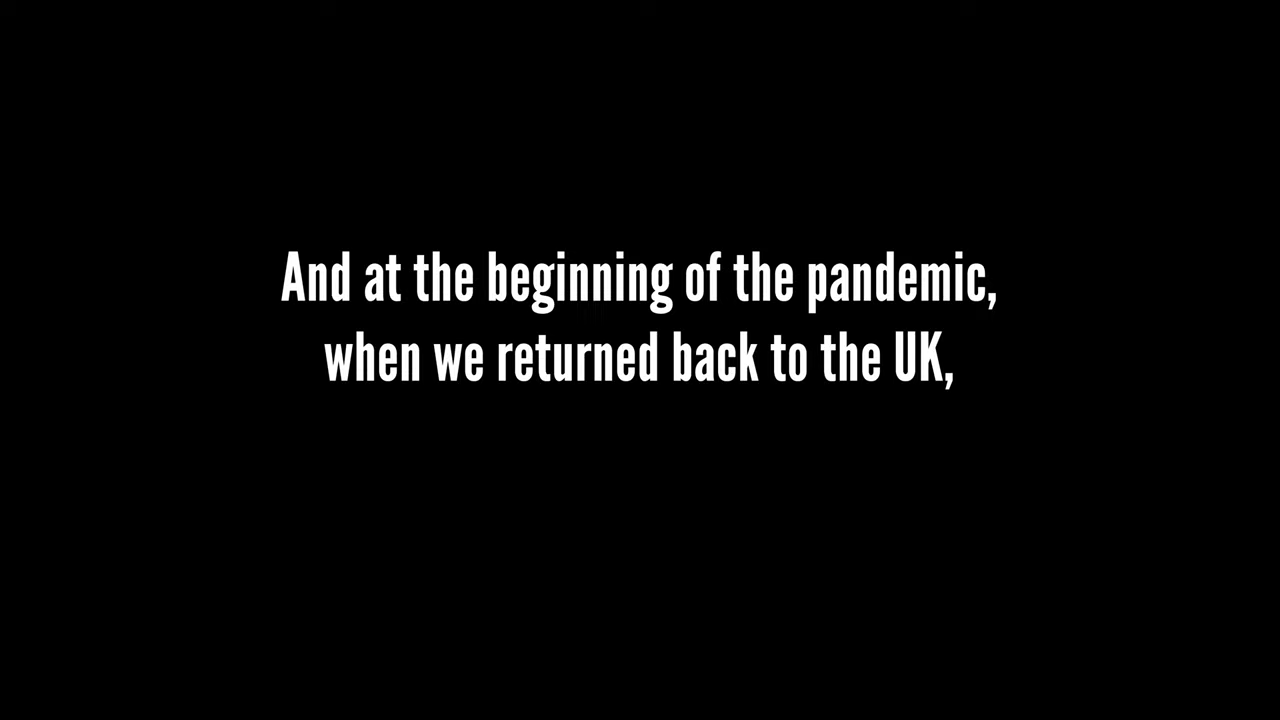 And at the beginning of the pandemic,
when we returned back to the UK,